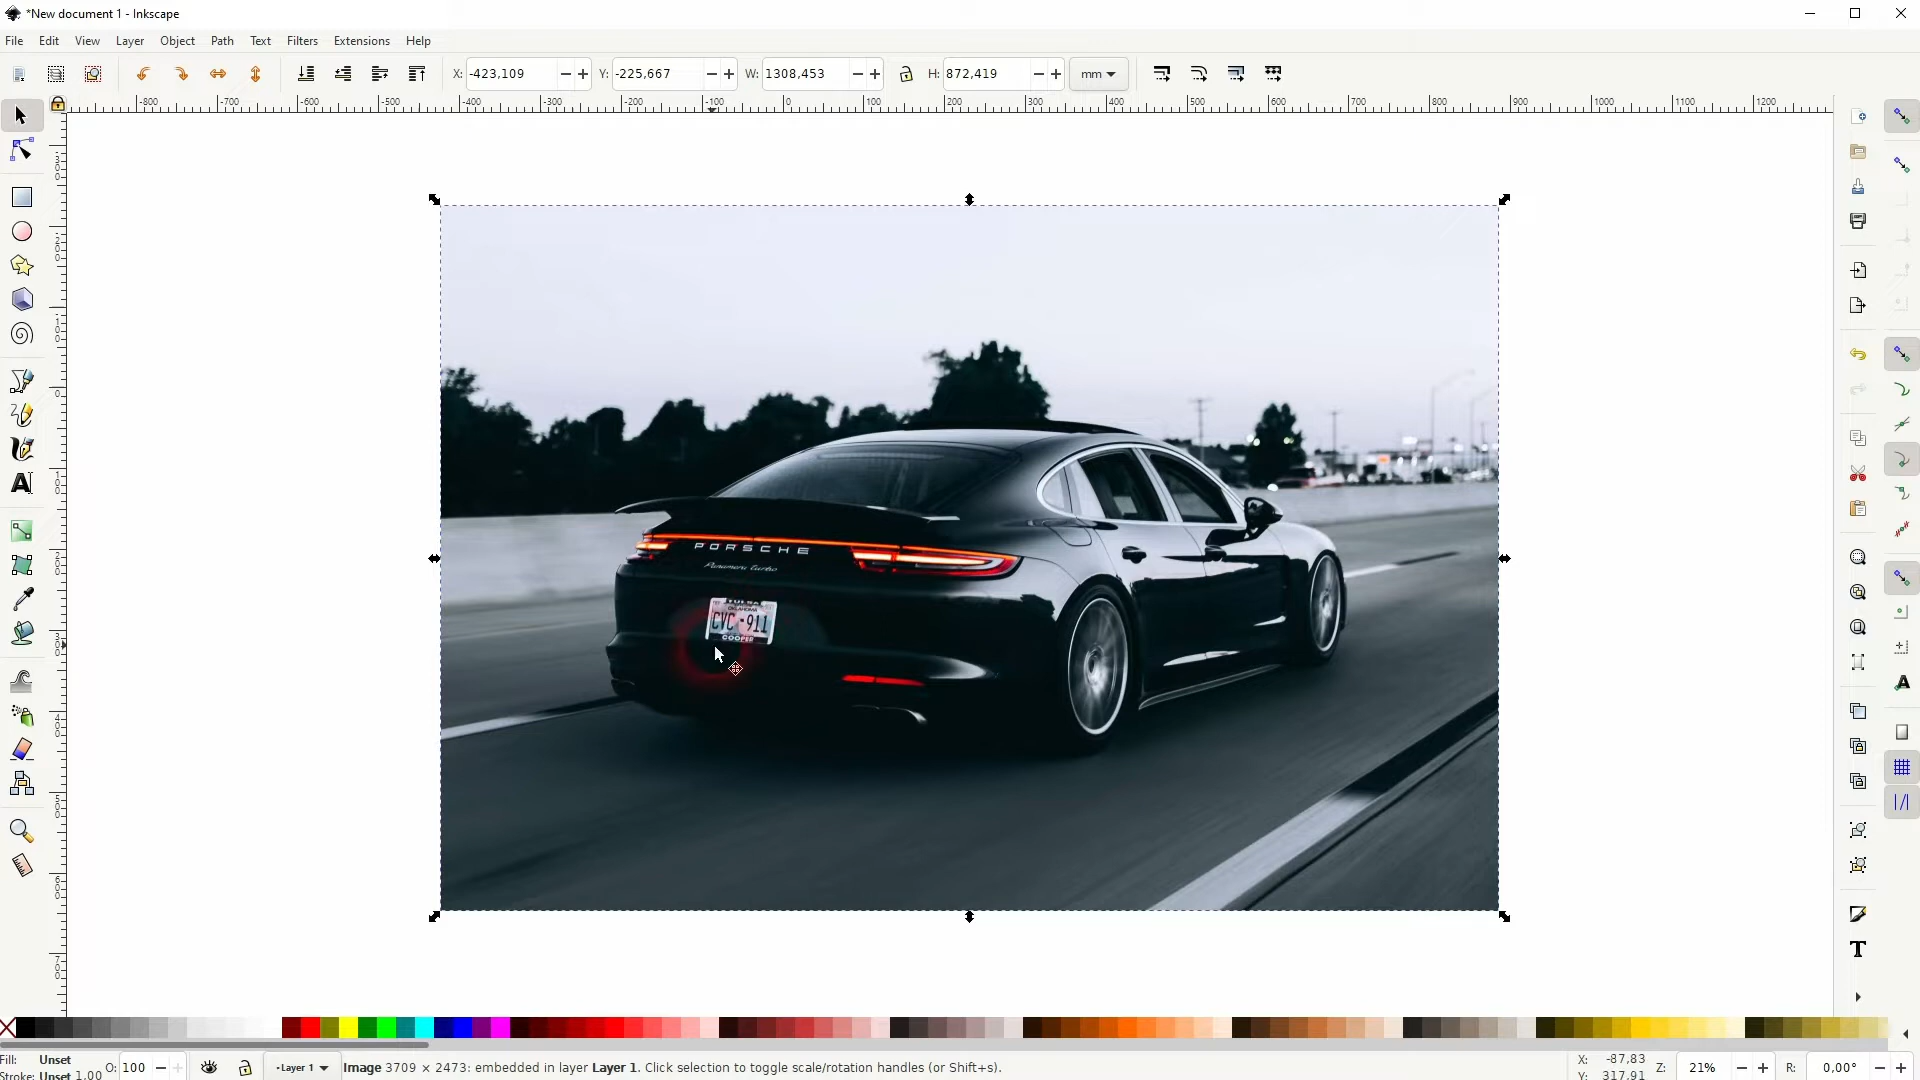 *New document 1 - Inkscape
File Edit View Layer Object Path Text Filters Extensions Help
X: -423,109 Y: -225,667 W: 1308,453 H: 872,419 mm
-800 -700 -600 -500 -400 -300 -200 -100 0 100 200 300 400 500 600 700 800 900 1000 1100 1200
PORSCHE
Panamera turbo
OKLAHOMA
CVC-911
COOPER
Fill: Unset
Stroke: Unset 1,00
O: 100
Layer 1
Image 3709 × 2473: embedded in layer Layer 1. Click selection to toggle scale/rotation handles (or Shift+s).
X: -87,83
Y: 317,91
Z: 21%
R: 0,00°